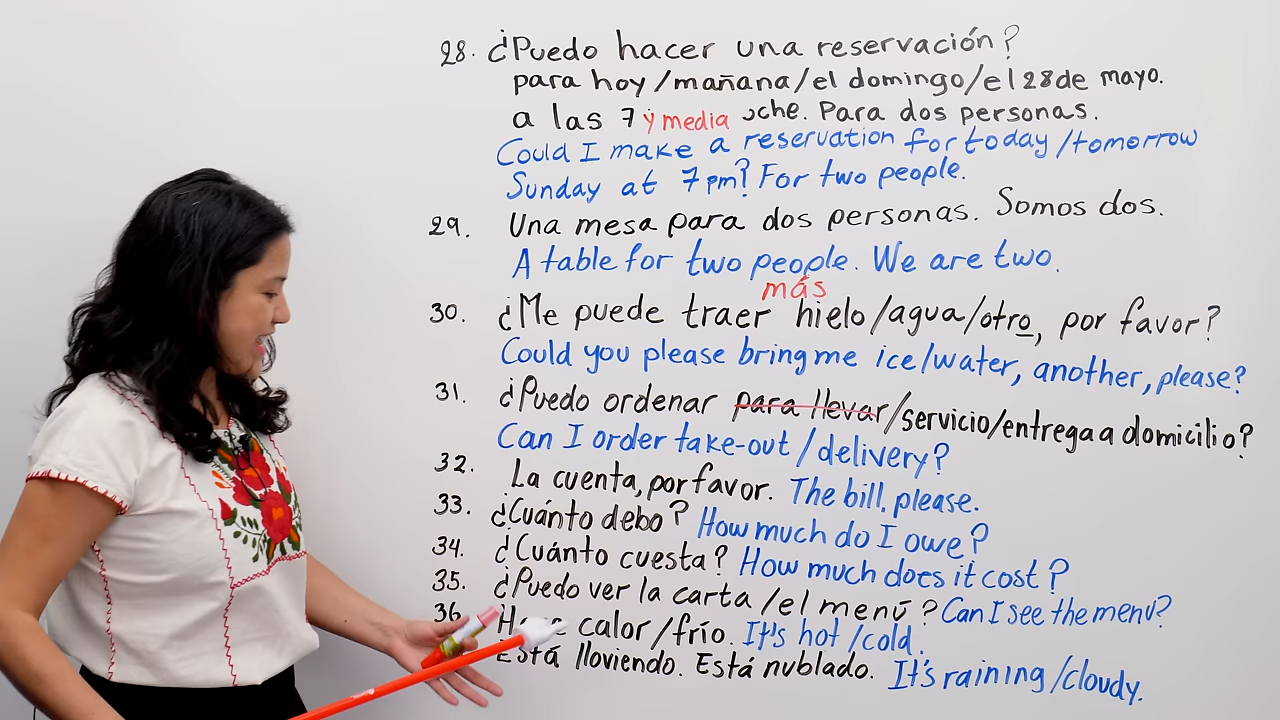 28. ¿Puedo hacer una reservación?
para hoy/mañana/el domingo/el 28 de mayo.
a las 7 y media Para dos personas.
Could I make a reservation for today/tomorrow
Sunday at 7pm? For two people.
29. Una mesa para dos personas. Somos dos.
A table for two people. We are two.
más
30. ¿Me puede traer hielo/agua/otro, por favor?
Could you please bring me ice/water, another, please?
31. ¿Puedo ordenar para llevar/servicio/entrega a domicilio?
Can I order take-out/delivery?
32. La cuenta, por favor. The bill, please.
33. ¿Cuánto debo? How much do I owe?
34. ¿Cuánto cuesta? How much does it cost?
35. ¿Puedo ver la carta/el menú? Can I see the menu?
36. calor/frío. It's hot/cold.
Está lloviendo. Está nublado. It's raining/cloudy.